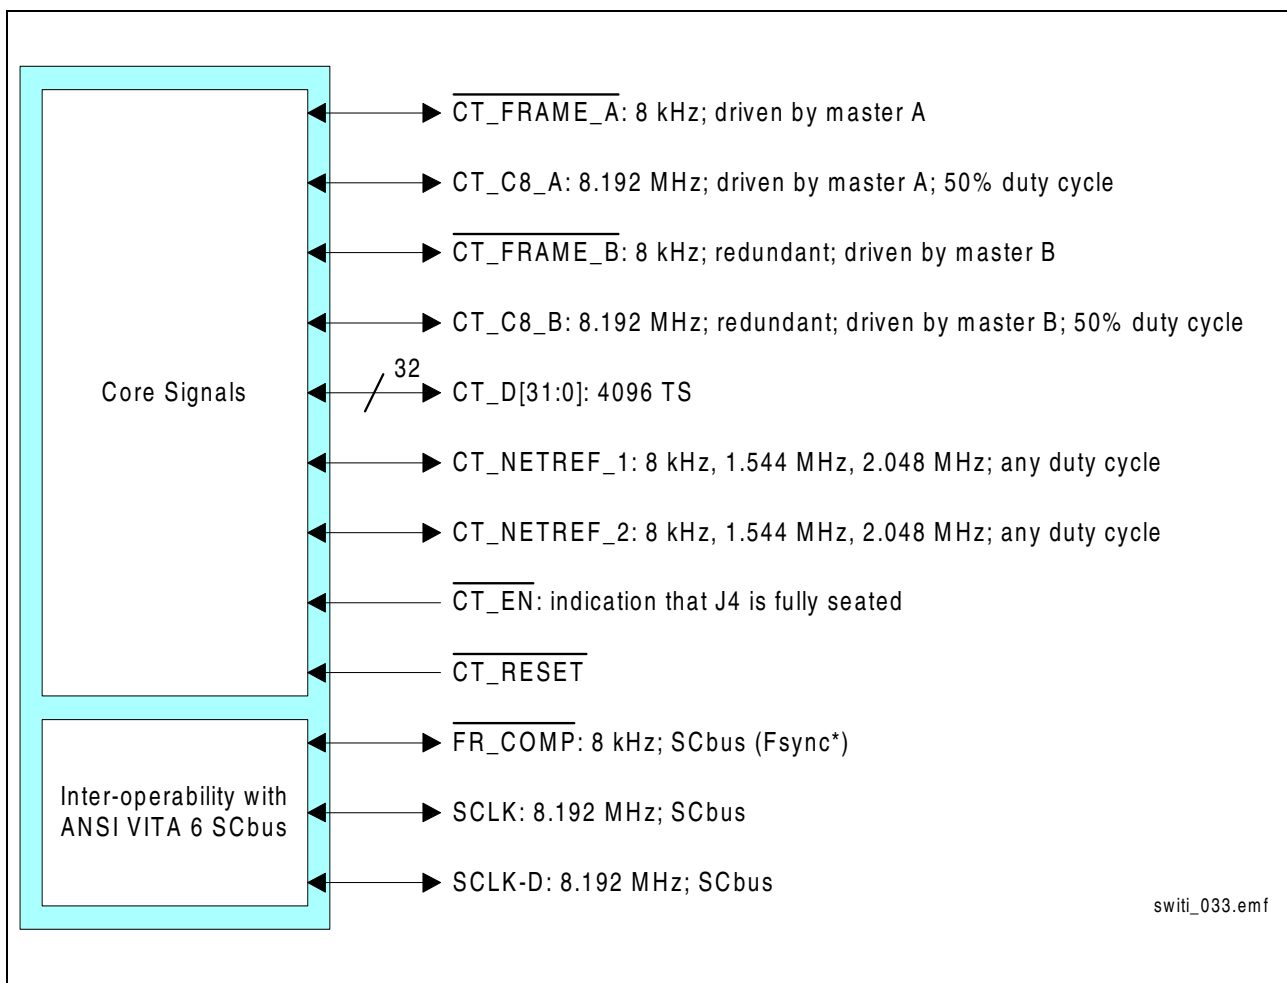 CT_FRAME_A: 8 kHz; driven by master A
CT_C8_A: 8.192 MHz; driven by master A; 50% duty cycle
CT_FRAME_B: 8 kHz; redundant; driven by master B
CT_C8_B: 8.192 MHz; redundant; driven by master B; 50% duty cycle
32
Core Signals
CT_D[31:0]: 4096 TS
CT_NETREF_1: 8 kHz, 1.544 MHz, 2.048 MHz; any duty cycle
CT_NETREF_2: 8 kHz, 1.544 MHz, 2.048 MHz; any duty cycle
CT_EN: indication that J4 is fully seated
CT_RESET
FR_COMP: 8 kHz; SCbus (Fsync*)
Inter-operability with
ANSI VITA 6 SCbus
SCLK: 8.192 MHz; SCbus
SCLK-D: 8.192 MHz; SCbus
switi_033.emf